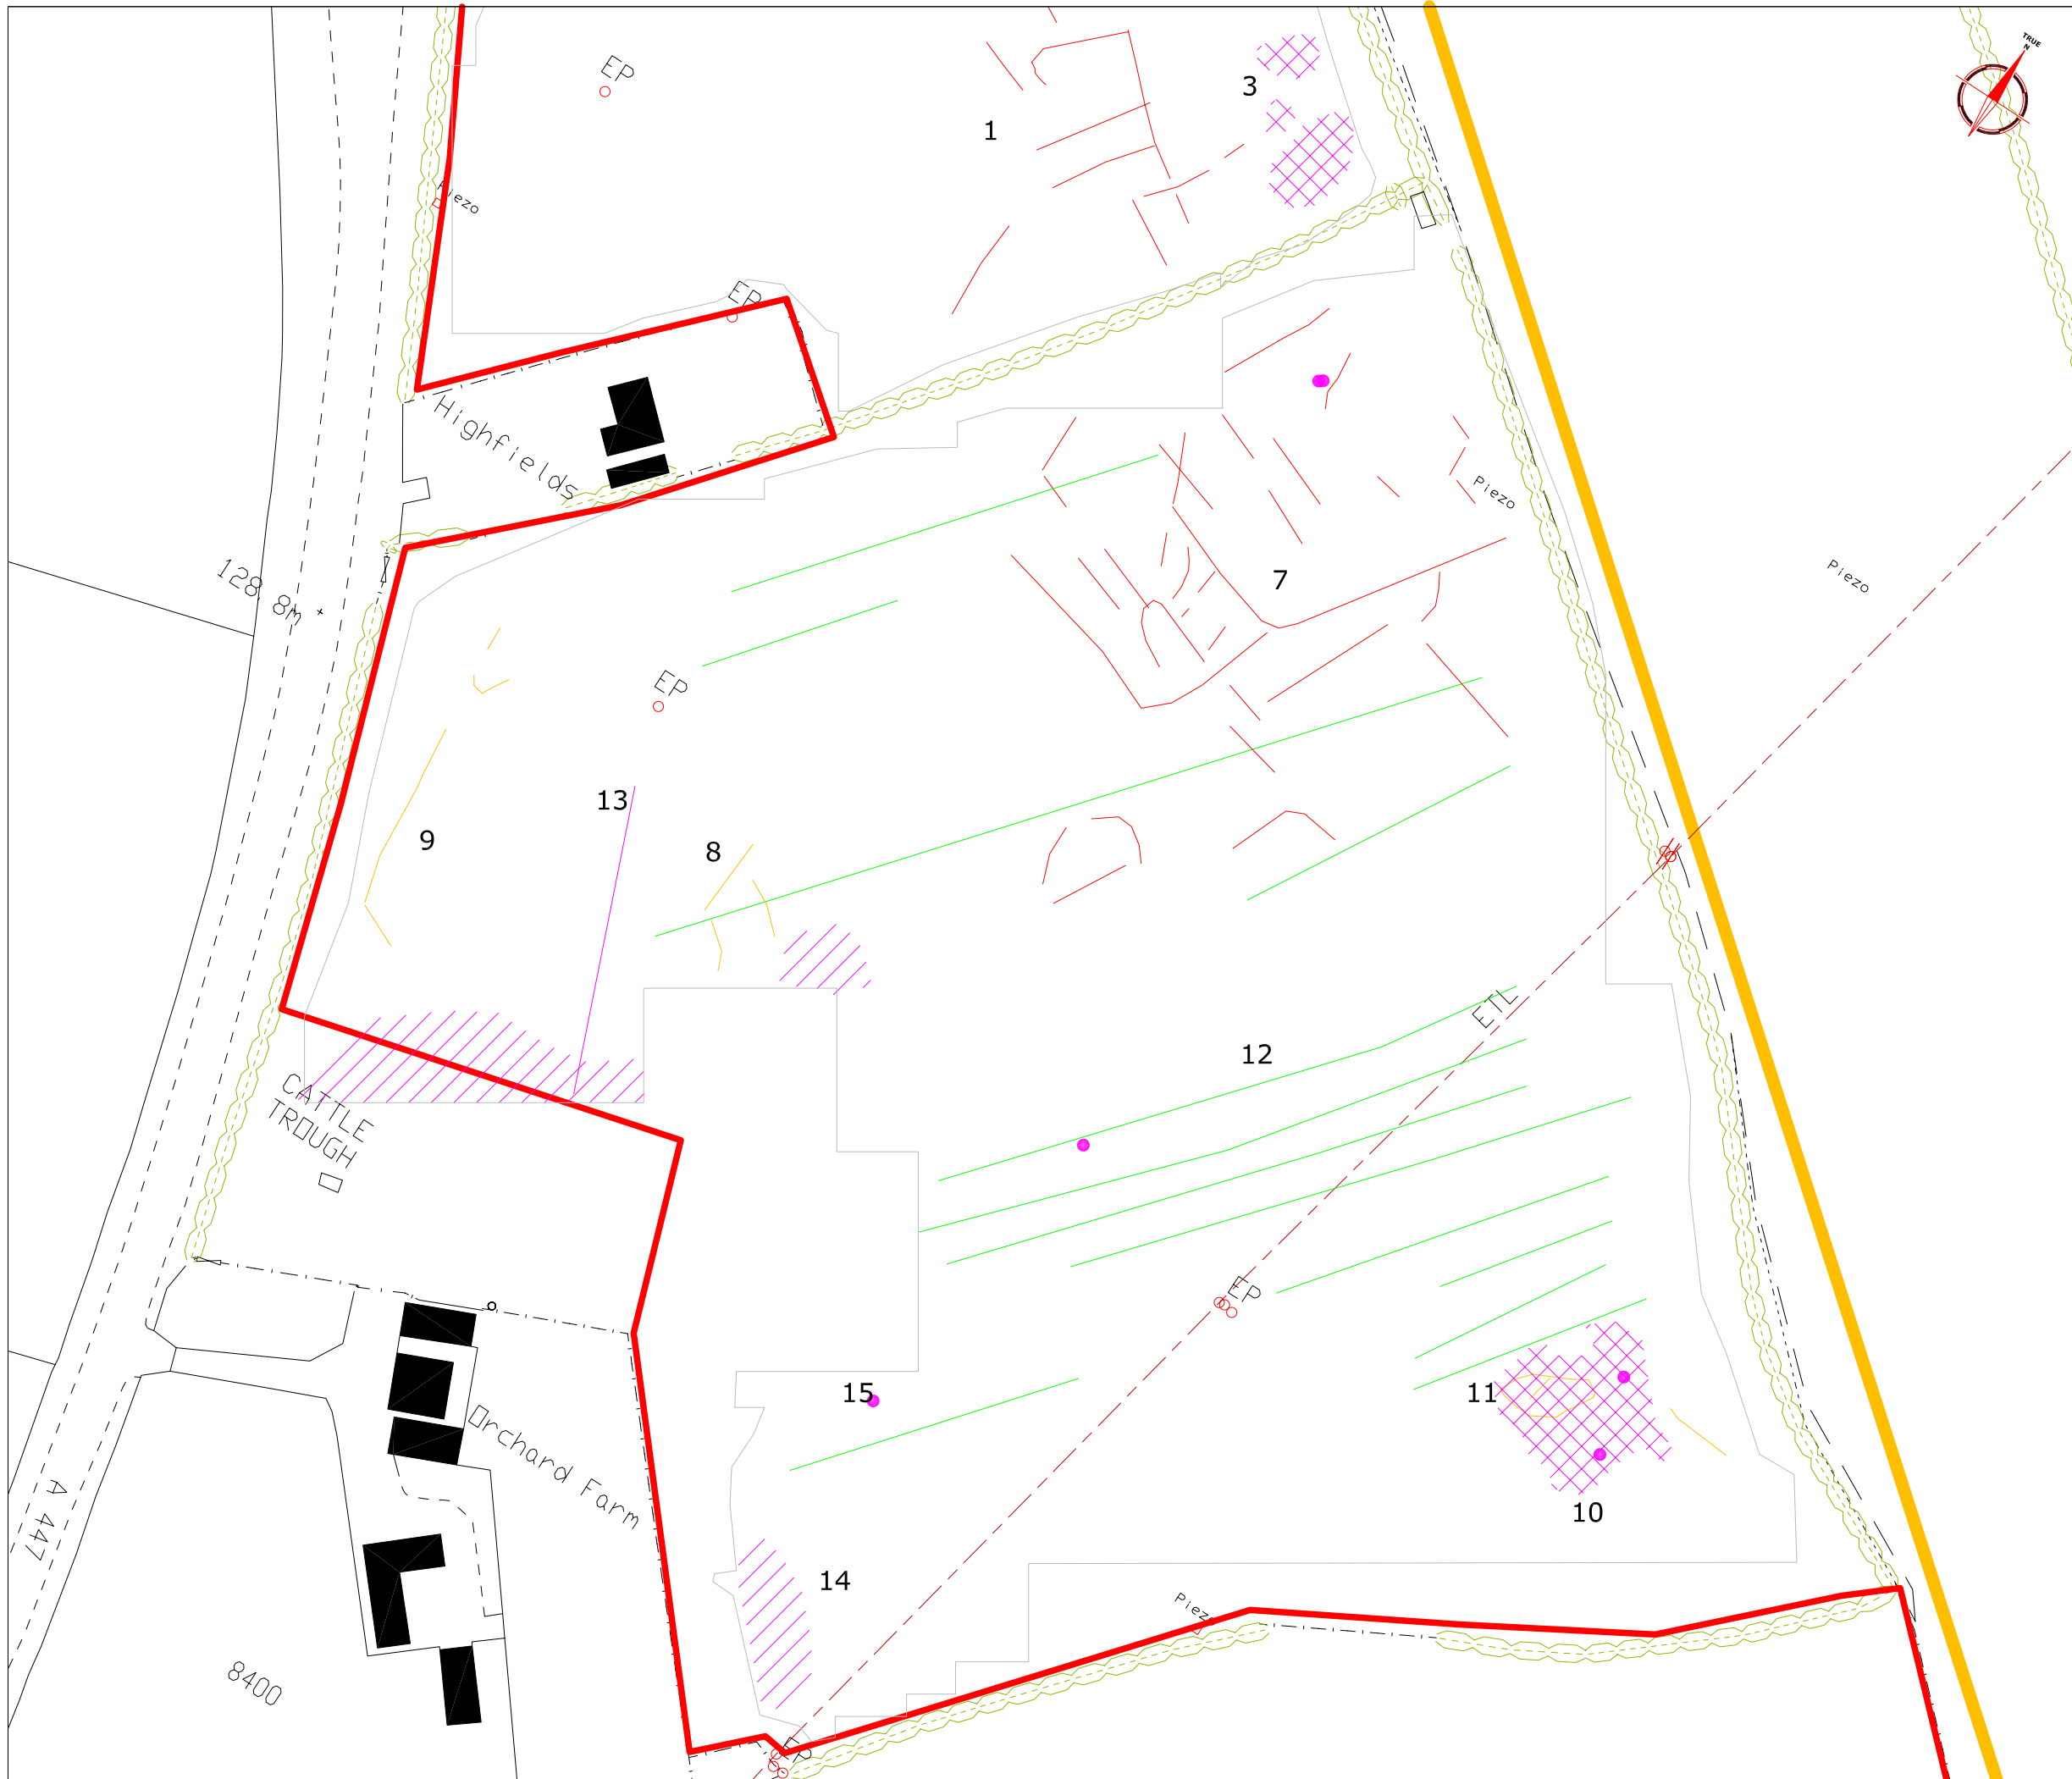 TRUE
N
EP
3
1
Piezo
EP
Highfields
Piezo
Piezo
128.8m +
7
EP
13
9
8
ETL
12
CATTLE
TROUGH
EP
15
11
Orchard Farm
A 447
10
14
Piezo
8400
EP